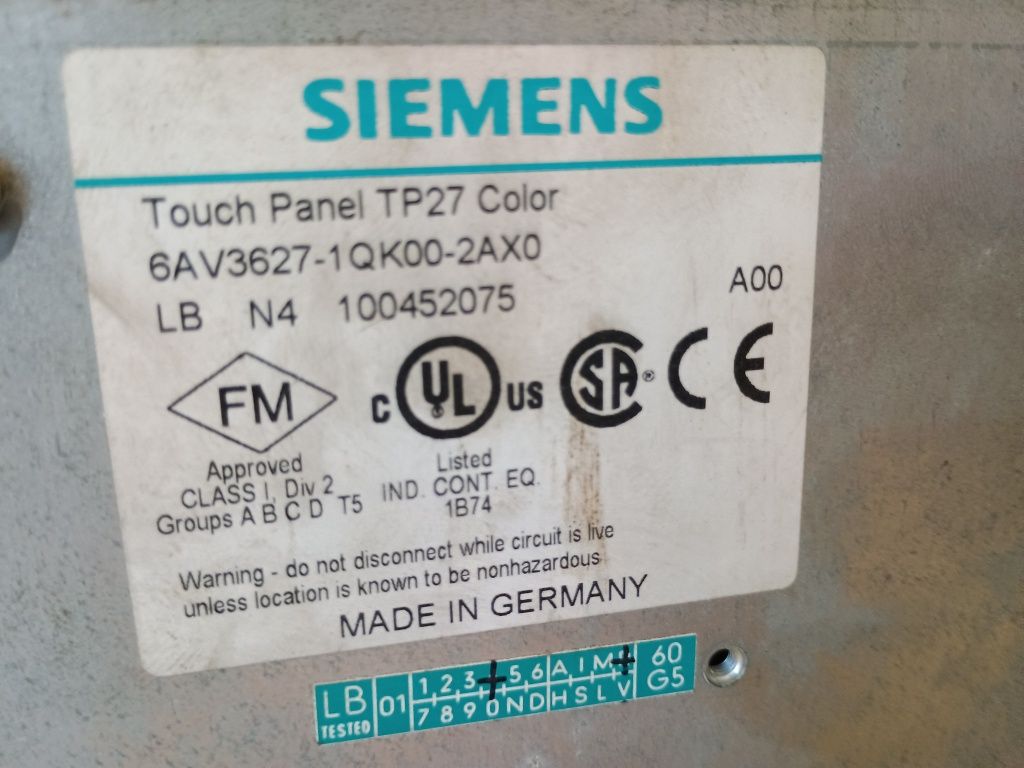 SIEMENS
Touch Panel TP27 Color
6AV3627-1QK00-2AX0
LB N4 100452075
A00
FM
C UL US
SA ®
CE
Approved
CLASS I, Div 2
Groups A B C D T5
Listed
IND. CONT. EQ.
1B74
Warning - do not disconnect while circuit is live
unless location is known to be nonhazardous
MADE IN GERMANY
LB 01 1 2 3 5 6 A I M 60
TESTED 7 8 9 0 N D H S L V G5